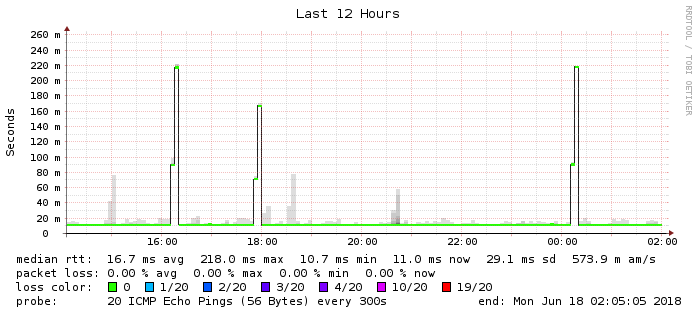 Last 12 Hours
RRDTOOL / TOBI OETIKER
Seconds
260 m
240 m
220 m
200 m
180 m
160 m
140 m
120 m
100 m
80 m
60 m
40 m
20 m
0
16:00 18:00 20:00 22:00 00:00 02:00
median rtt: 16.7 ms avg 218.0 ms max 10.7 ms min 11.0 ms now 29.1 ms sd 573.9 m am/s
packet loss: 0.00 % avg 0.00 % max 0.00 % min 0.00 % now
loss color: 0 1/20 2/20 3/20 4/20 10/20 19/20
probe: 20 ICMP Echo Pings (56 Bytes) every 300s end: Mon Jun 18 02:05:05 2018